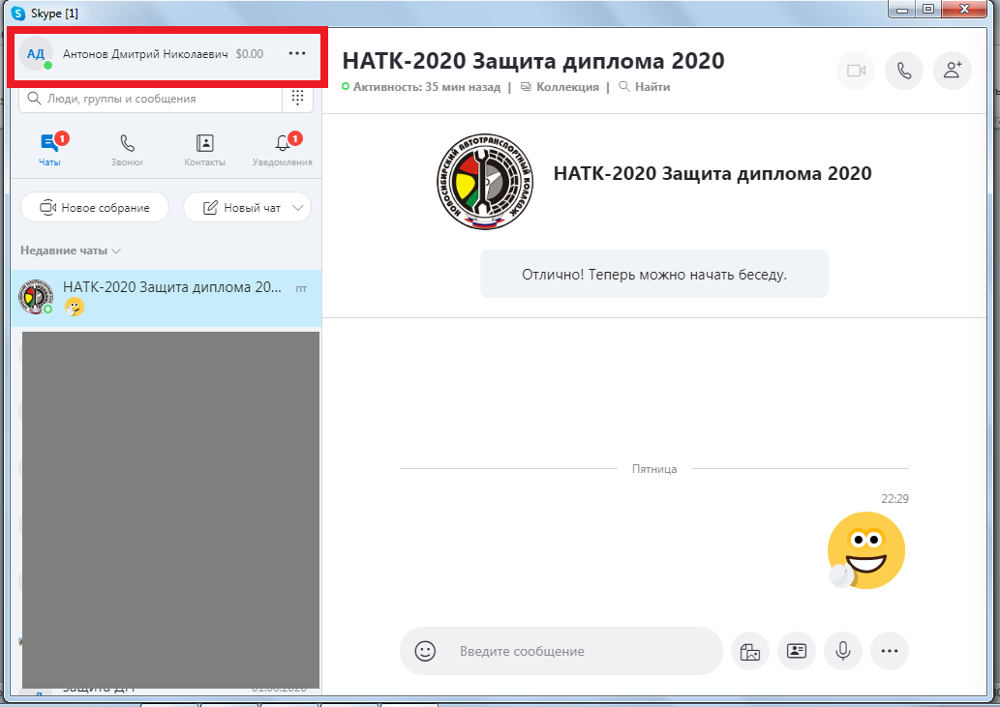 Skype [1]
АД
Антонов Дмитрий Николаевич $0.00
Люди, группы и сообщения
1
1
Чаты
Звонки
Контакты
Уведомления
Новое собрание
Новый чат
Недавние чаты
НАТК-2020 Защита диплома 20...
пт
НАТК-2020 Защита диплома 2020
Активность: 35 мин назад | Коллекция | Найти
НОВОСИБИРСКИЙ АВТОТРАНСПОРТНЫЙ КОЛЛЕДЖ
НАТК-2020 Защита диплома 2020
Отлично! Теперь можно начать беседу.
Пятница
22:29
Введите сообщение